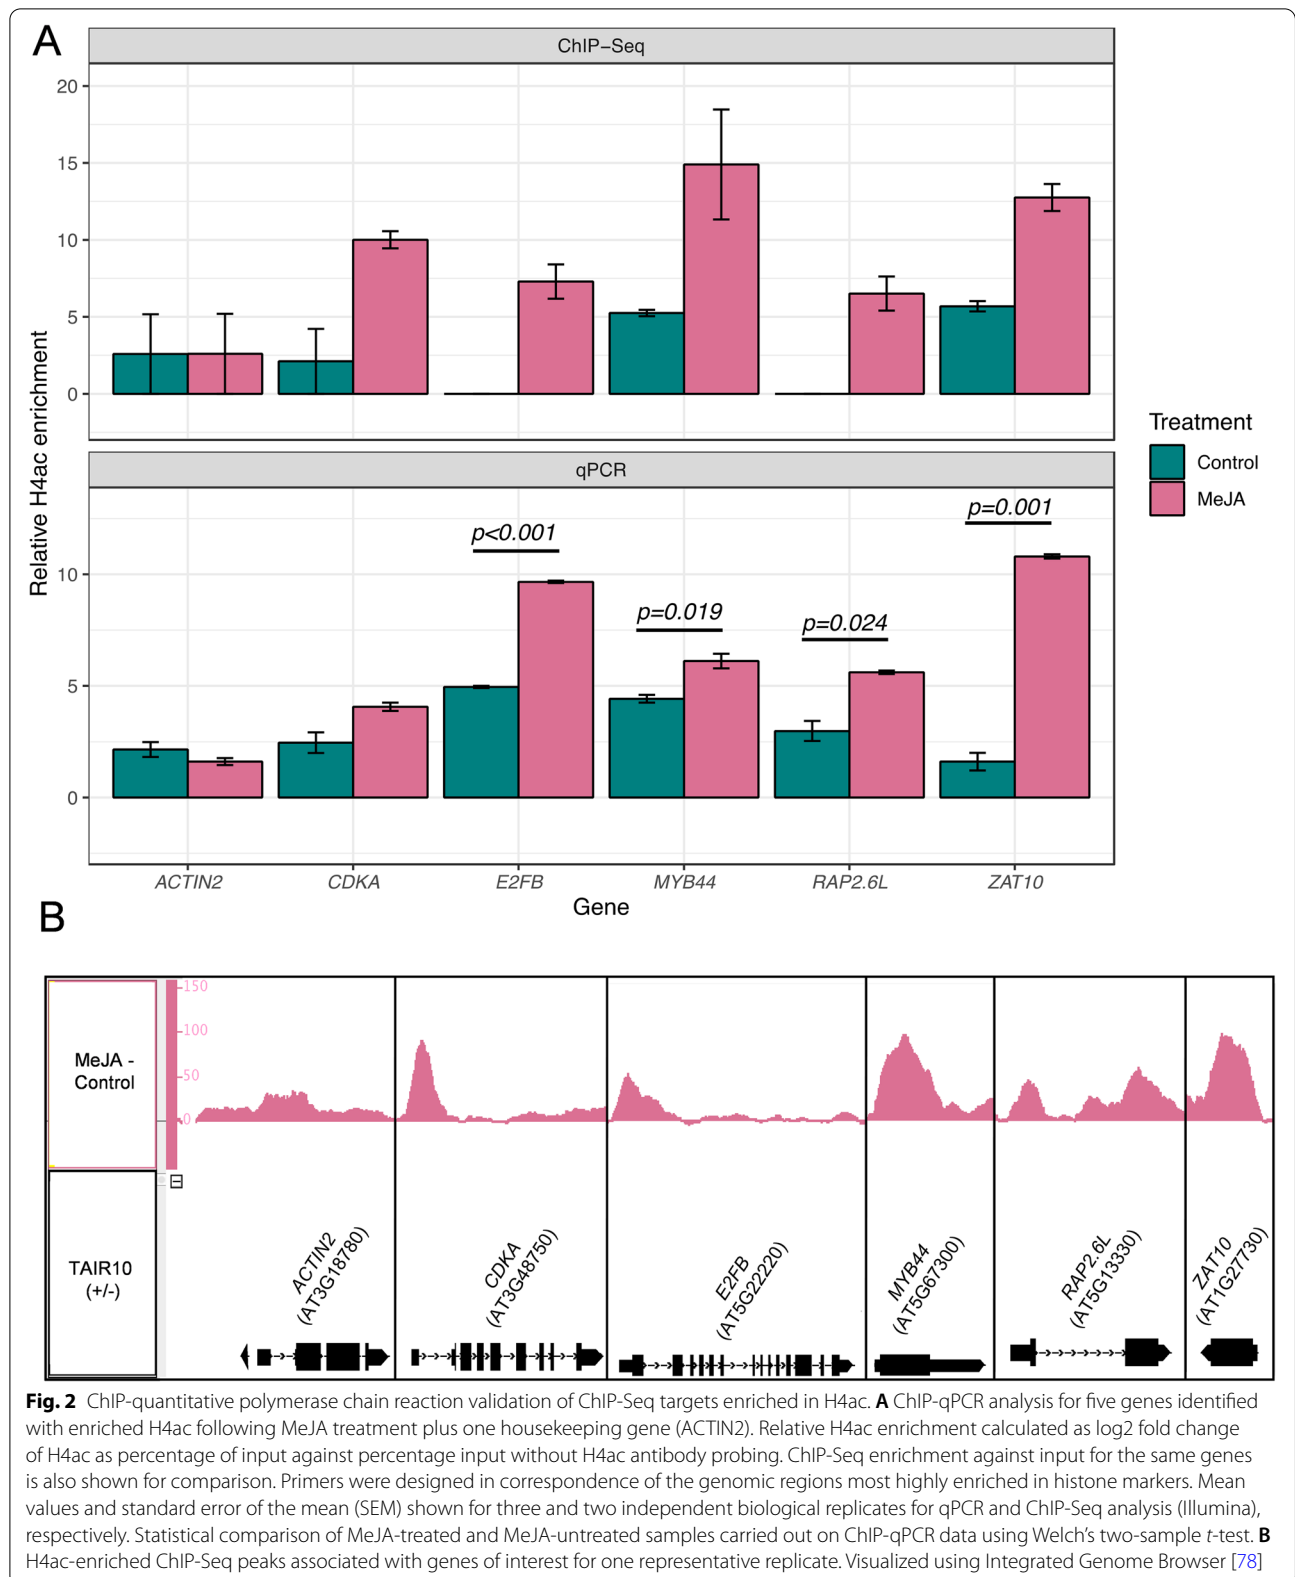 A
ChIP−Seq
20
15
10
5
0
Relative H4ac enrichment
Treatment
Control
MeJA
qPCR
p<0.001
p=0.019
p=0.024
p=0.001
10
5
0
ACTIN2 CDKA E2FB MYB44 RAP2.6L ZAT10
Gene
B
MeJA -
Control
150
100
50
0
TAIR10
(+/-)
ACTIN2
(AT3G18780)
CDKA
(AT3G48750)
E2FB
(AT5G22220)
MYB44
(AT5G67300)
RAP2.6L
(AT5G13330)
ZAT10
(AT1G27730)
Fig. 2 ChIP-quantitative polymerase chain reaction validation of ChIP-Seq targets enriched in H4ac. A ChIP-qPCR analysis for five genes identified
with enriched H4ac following MeJA treatment plus one housekeeping gene (ACTIN2). Relative H4ac enrichment calculated as log2 fold change
of H4ac as percentage of input against percentage input without H4ac antibody probing. ChIP-Seq enrichment against input for the same genes
is also shown for comparison. Primers were designed in correspondence of the genomic regions most highly enriched in histone markers. Mean
values and standard error of the mean (SEM) shown for three and two independent biological replicates for qPCR and ChIP-Seq analysis (Illumina),
respectively. Statistical comparison of MeJA-treated and MeJA-untreated samples carried out on ChIP-qPCR data using Welch's two-sample t-test. B
H4ac-enriched ChIP-Seq peaks associated with genes of interest for one representative replicate. Visualized using Integrated Genome Browser [78]